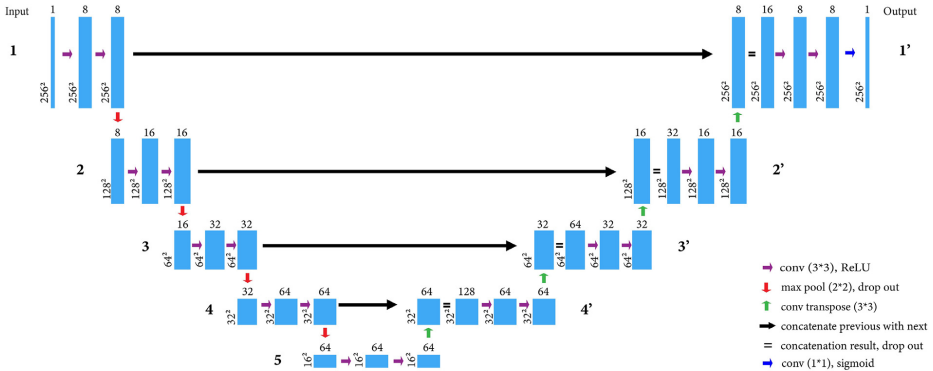 Input 1 8 8 8 16 8 8 1 Output
1 1’
256² 256² 256² 256² 256² 256² 256² 256²
8 16 16 16 32 16 16
2 2’
128² 128² 128² 128² 128² 128² 128²
16 32 32 32 64 32 32
3 3’
64² 64² 64² 64² = 64² 64² 64²
32 64 64 64 128 64 64
4 4’
32² 32² 32² 32² = 32² 32² 32²
64 64 64
5
16² 16² 16²
conv (3*3), ReLU
max pool (2*2), drop out
conv transpose (3*3)
concatenate previous with next
= concatenation result, drop out
conv (1*1), sigmoid